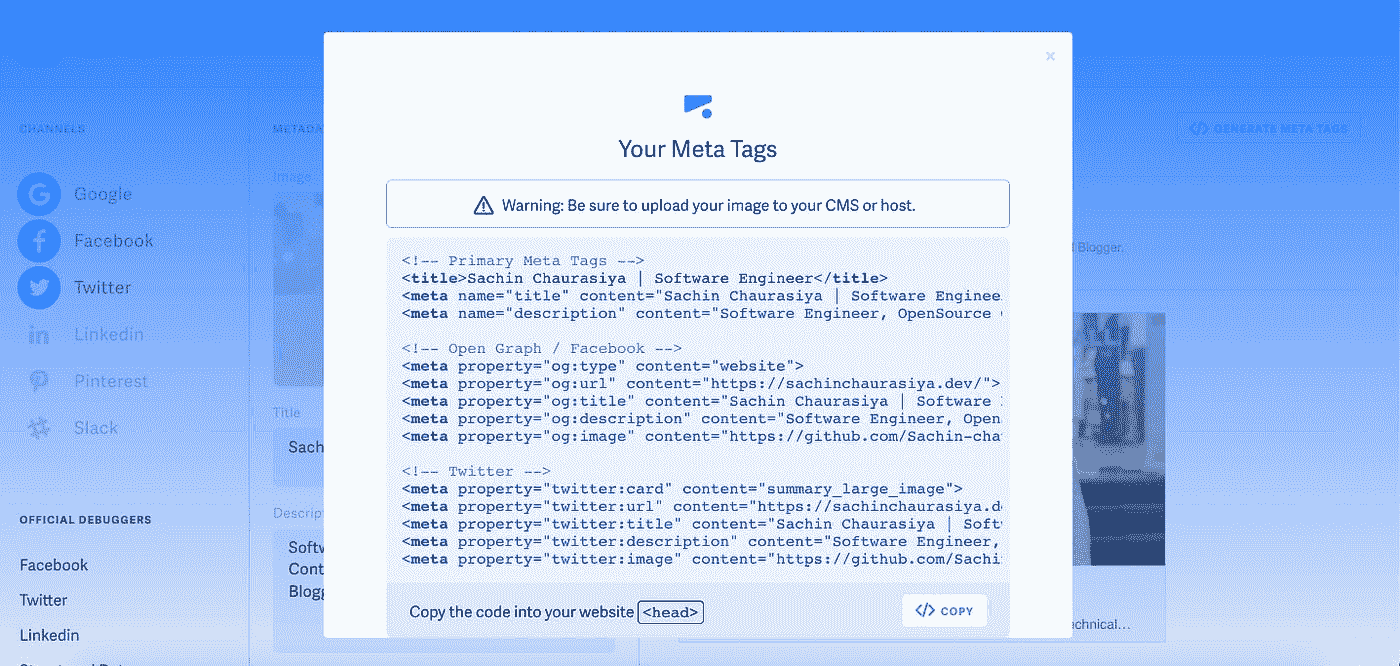 CHANNELS
Google
Facebook
Twitter
Linkedin
Pinterest
Slack
OFFICIAL DEBUGGERS
Facebook
Twitter
Linkedin
Image
Title
Sach
Descrip
Softw
Cont
Blogg
×
Your Meta Tags
Warning: Be sure to upload your image to your CMS or host.
<!-- Primary Meta Tags -->
<title>Sachin Chaurasiya | Software Engineer</title>
<meta name="title" content="Sachin Chaurasiya | Software Enginee
<meta name="description" content="Software Engineer, OpenSource
<!-- Open Graph / Facebook -->
<meta property="og:type" content="website">
<meta property="og:url" content="https://sachinchaurasiya.dev/">
<meta property="og:title" content="Sachin Chaurasiya | Software
<meta property="og:description" content="Software Engineer, Open
<meta property="og:image" content="https://github.com/Sachin-cha
<!-- Twitter -->
<meta property="twitter:card" content="summary_large_image">
<meta property="twitter:url" content="https://sachinchaurasiya.d
<meta property="twitter:title" content="Sachin Chaurasiya | Soft
<meta property="twitter:description" content="Software Engineer,
<meta property="twitter:image" content="https://github.com/Sachi
Copy the code into your website <head>
</> COPY
METADA
</> GENERATE META TAGS
Blogger.
echnical...